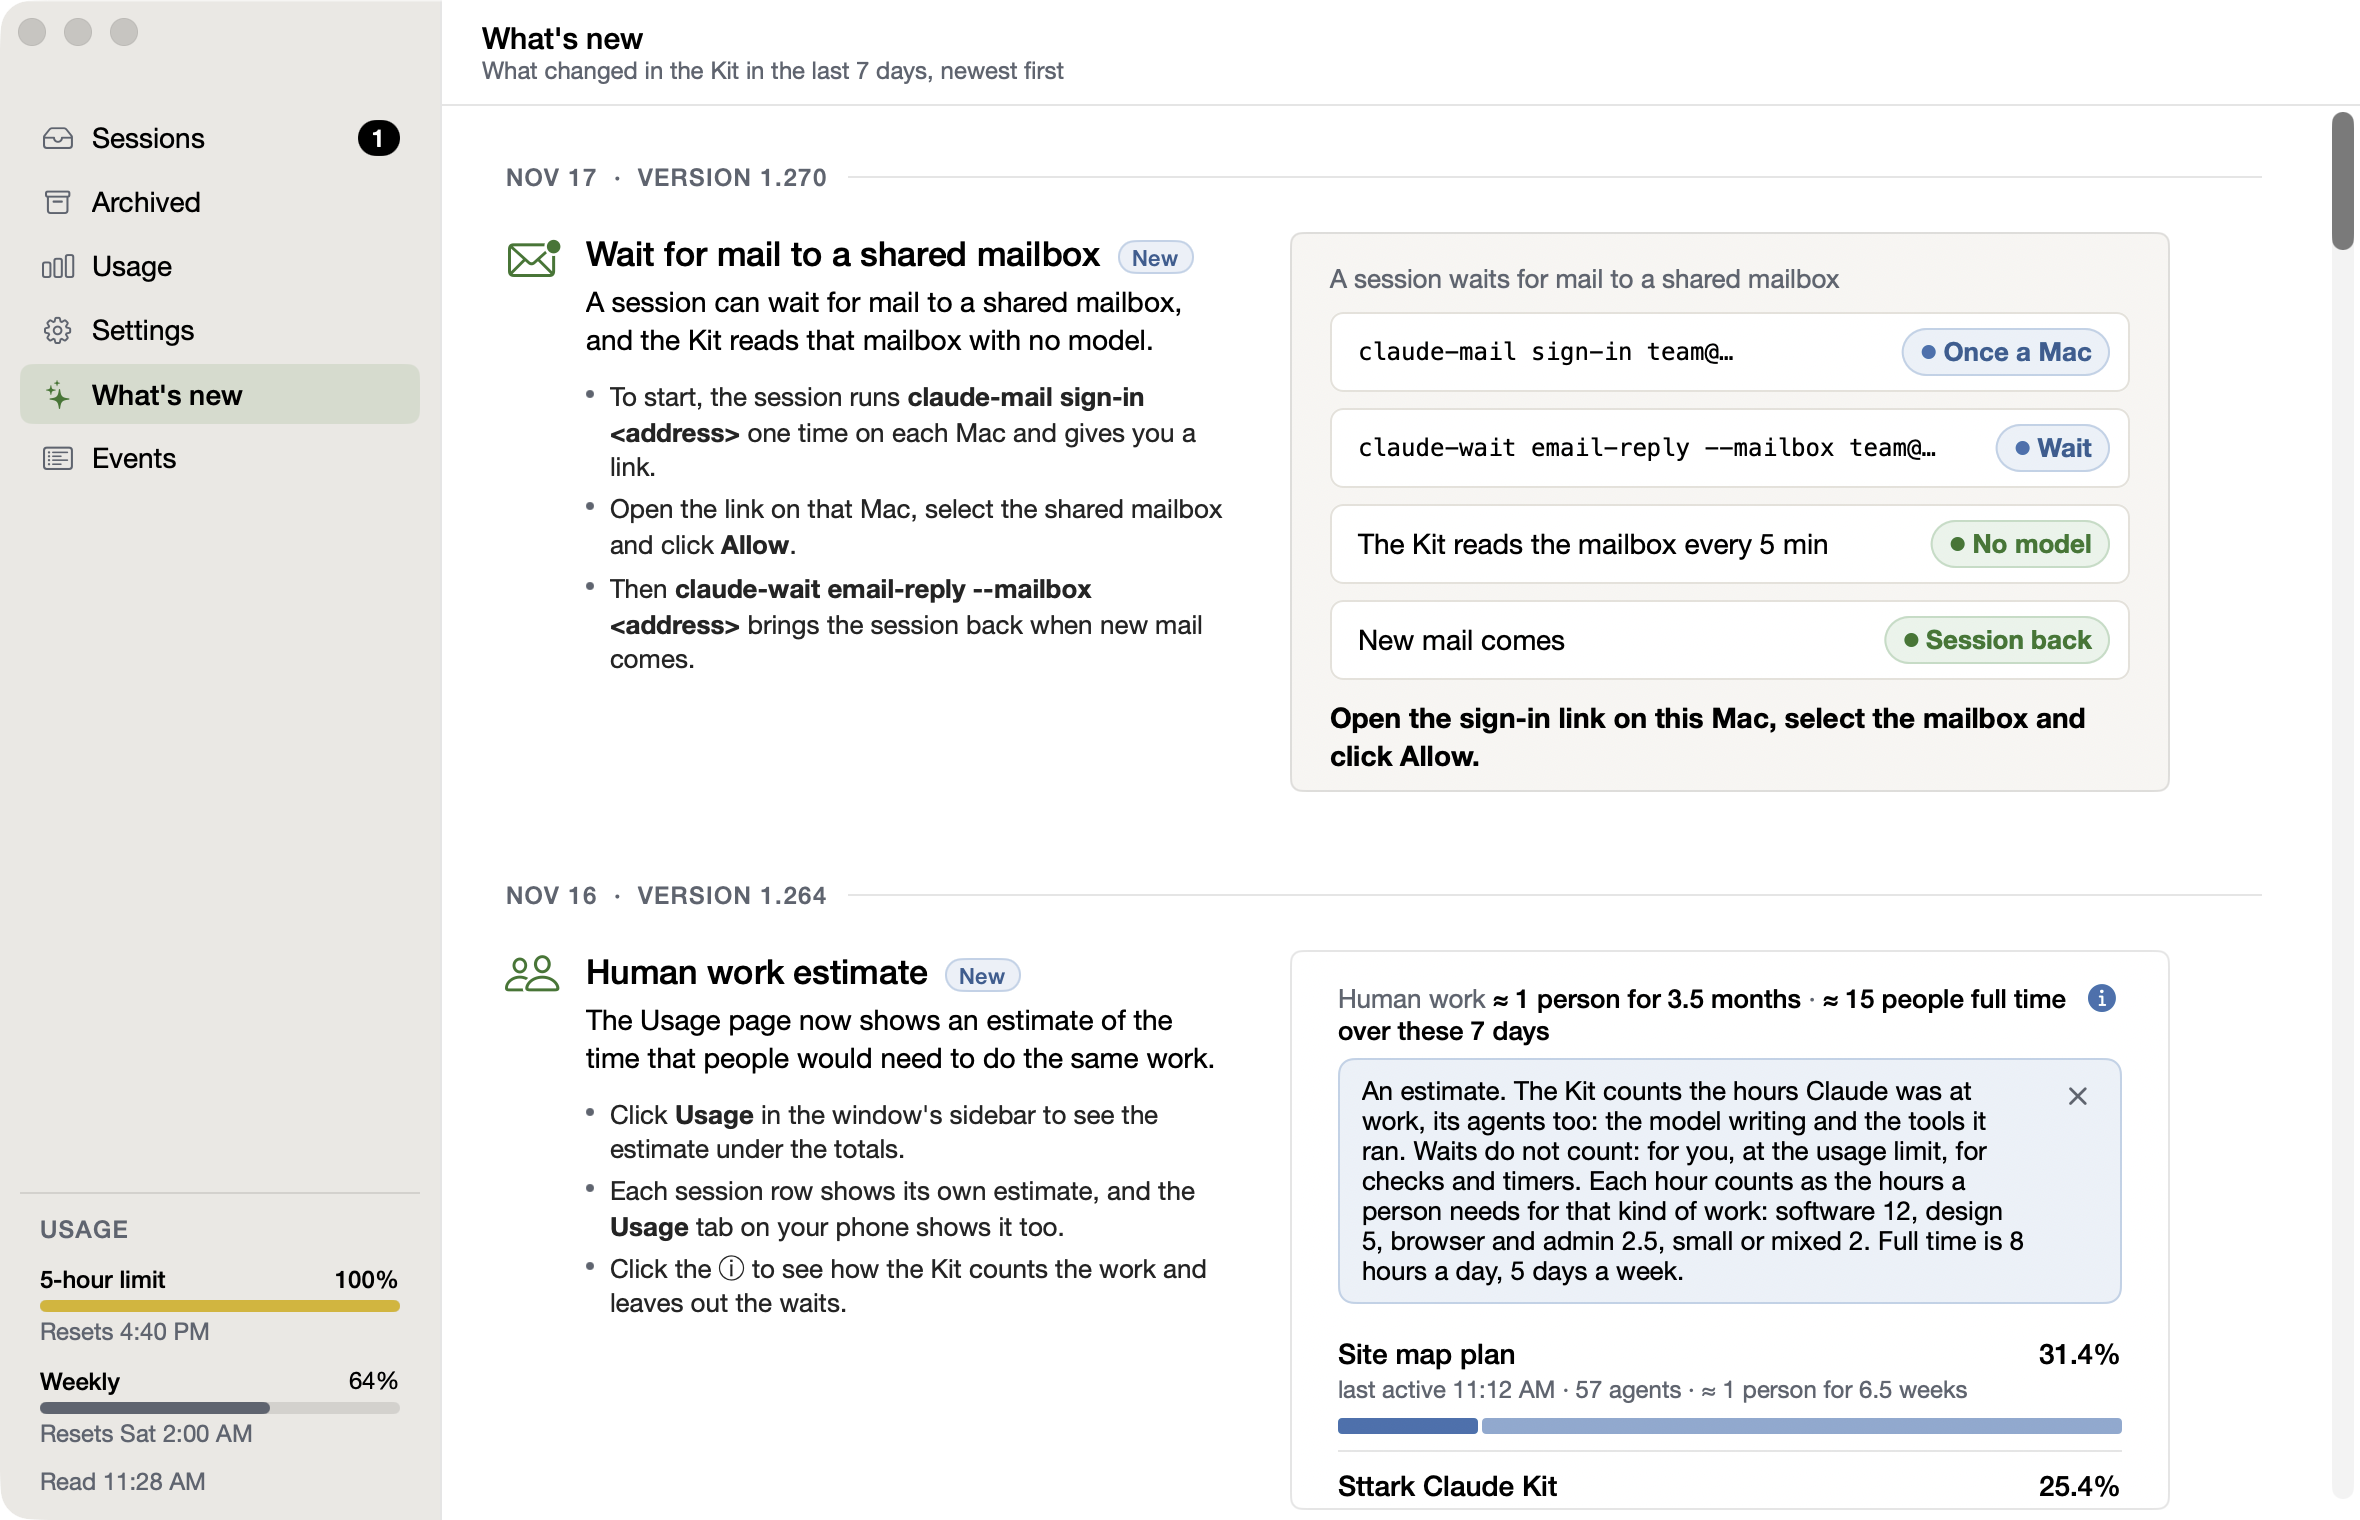 What's new
What changed in the Kit in the last 7 days, newest first
Sessions
1
Archived
Usage
Settings
What's new
Events
USAGE
5-hour limit 100%
Resets 4:40 PM
Weekly 64%
Resets Sat 2:00 AM
Read 11:28 AM
NOV 17 · VERSION 1.270
Wait for mail to a shared mailbox New
A session can wait for mail to a shared mailbox,
and the Kit reads that mailbox with no model.
• To start, the session runs claude-mail sign-in
<address> one time on each Mac and gives you a
link.
• Open the link on that Mac, select the shared mailbox
and click Allow.
• Then claude-wait email-reply --mailbox
<address> brings the session back when new mail
comes.
A session waits for mail to a shared mailbox
claude-mail sign-in team@… Once a Mac
claude-wait email-reply --mailbox team@… Wait
The Kit reads the mailbox every 5 min No model
New mail comes Session back
Open the sign-in link on this Mac, select the mailbox and
click Allow.
NOV 16 · VERSION 1.264
Human work estimate New
The Usage page now shows an estimate of the
time that people would need to do the same work.
• Click Usage in the window's sidebar to see the
estimate under the totals.
• Each session row shows its own estimate, and the
Usage tab on your phone shows it too.
• Click the ⓘ to see how the Kit counts the work and
leaves out the waits.
Human work ≈ 1 person for 3.5 months · ≈ 15 people full time
over these 7 days
An estimate. The Kit counts the hours Claude was at
work, its agents too: the model writing and the tools it
ran. Waits do not count: for you, at the usage limit, for
checks and timers. Each hour counts as the hours a
person needs for that kind of work: software 12, design
5, browser and admin 2.5, small or mixed 2. Full time is 8
hours a day, 5 days a week.
Site map plan 31.4%
last active 11:12 AM · 57 agents · ≈ 1 person for 6.5 weeks
Sttark Claude Kit 25.4%